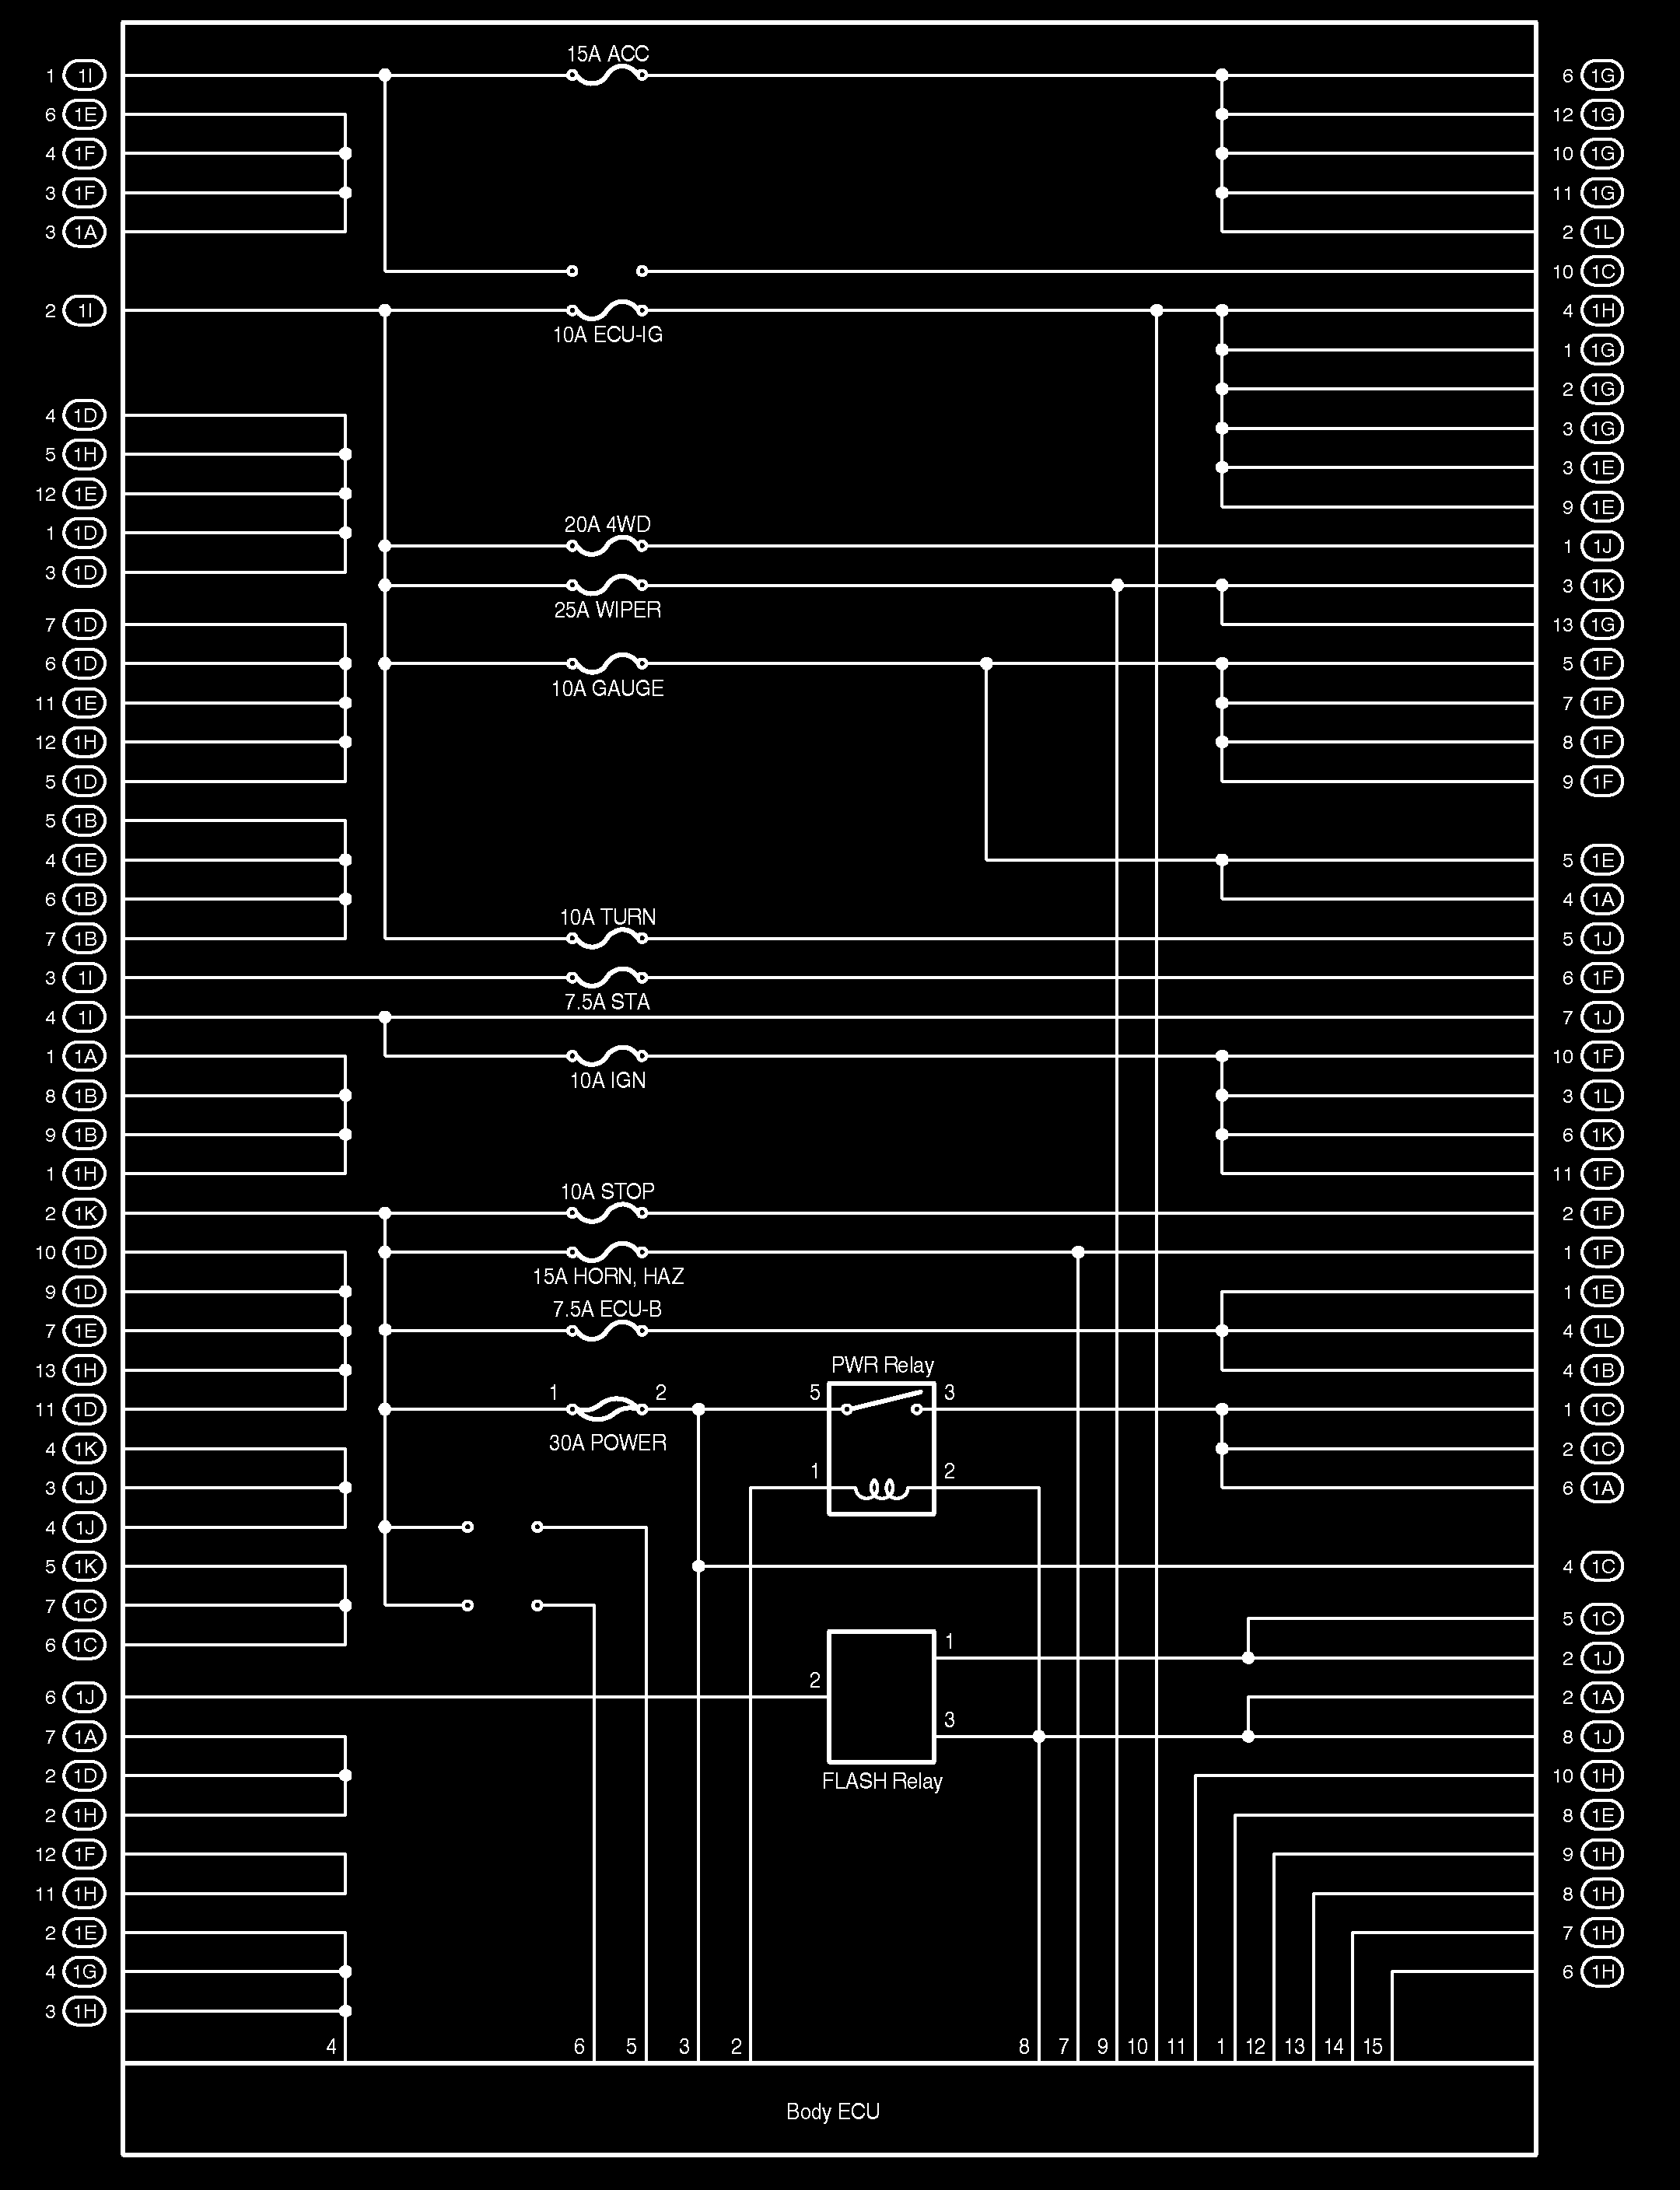 15A ACC
1 1I 6 1G
6 1E 12 1G
4 1F 10 1G
3 1F 11 1G
3 1A 2 1L
10 1C
2 1I 4 1H
10A ECU-IG
1 1G
2 1G
4 1D
3 1G
5 1H
3 1E
12 1E
9 1E
20A 4WD
1 1D
1 1J
3 1D
3 1K
25A WIPER
7 1D 13 1G
6 1D 5 1F
10A GAUGE
11 1E 7 1F
12 1H 8 1F
5 1D 9 1F
5 1B
4 1E 5 1E
6 1B 4 1A
10A TURN
7 1B 5 1J
3 1I 6 1F
7.5A STA
4 1I 7 1J
1 1A 10 1F
10A IGN
8 1B 3 1L
9 1B 6 1K
1 1H 11 1F
10A STOP
2 1K 2 1F
10 1D 1 1F
15A HORN, HAZ
9 1D 1 1E
7.5A ECU-B
7 1E 4 1L
PWR Relay
13 1H 4 1B
1 2 5 3
11 1D 1 1C
30A POWER
4 1K 2 1C
1 2
3 1J 6 1A
4 1J
5 1K 4 1C
7 1C
5 1C
6 1C 1
2 1J
2
6 1J 2 1A
3
7 1A 8 1J
2 1D 10 1H
FLASH Relay
2 1H 8 1E
12 1F 9 1H
11 1H 8 1H
2 1E 7 1H
4 1G 6 1H
3 1H
4 6 5 3 2 8 7 9 10 11 1 12 13 14 15
Body ECU